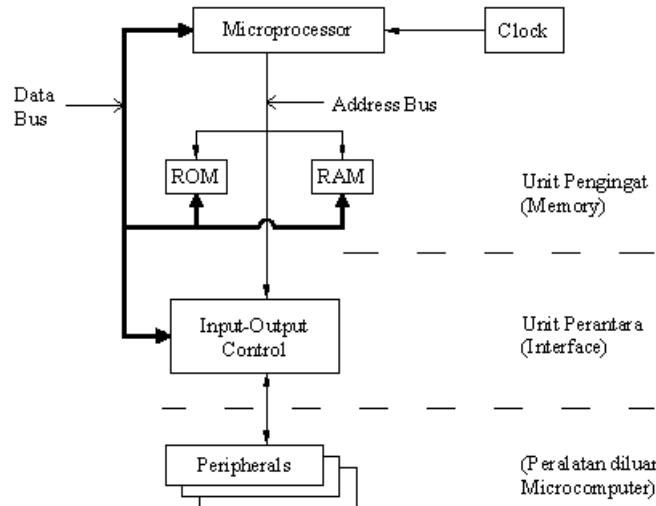 Microprocessor
Clock
Data
Bus
Address Bus
ROM
RAM
Unit Pengingat
(Memory)
Input-Output
Control
Unit Perantara
(Interface)
Peripherals
(Peralatan diluar
Microcomputer)